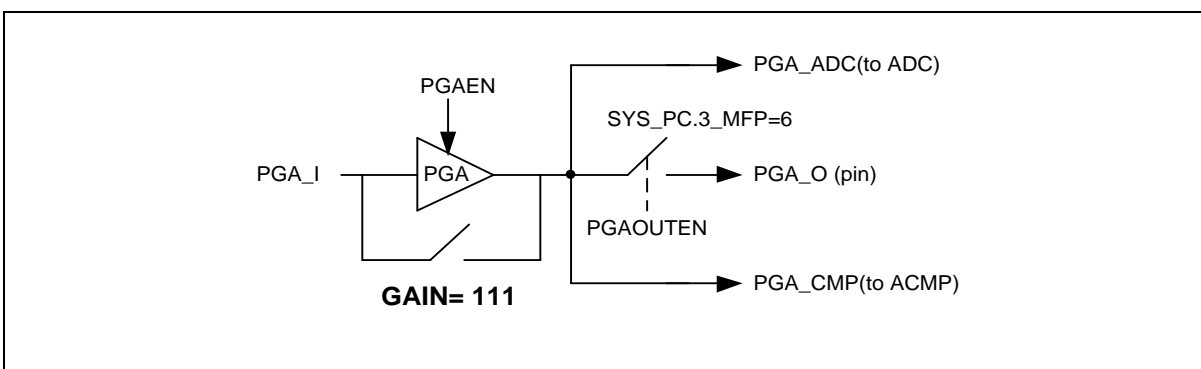 PGA_ADC(to ADC)
PGAEN
SYS_PC.3_MFP=6
PGA_I
PGA
PGA_O (pin)
PGAOUTEN
PGA_CMP(to ACMP)
GAIN= 111